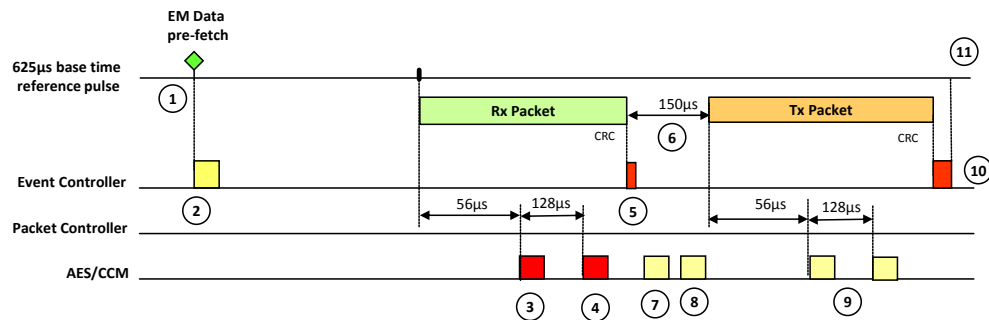 EM Data
pre-fetch
11
625µs base time
reference pulse
1
150µs
Rx Packet
Tx Packet
6
CRC
CRC
Event Controller
10
2
5
56µs
128µs
56µs
128µs
Packet Controller
AES/CCM
3
4
7
8
9